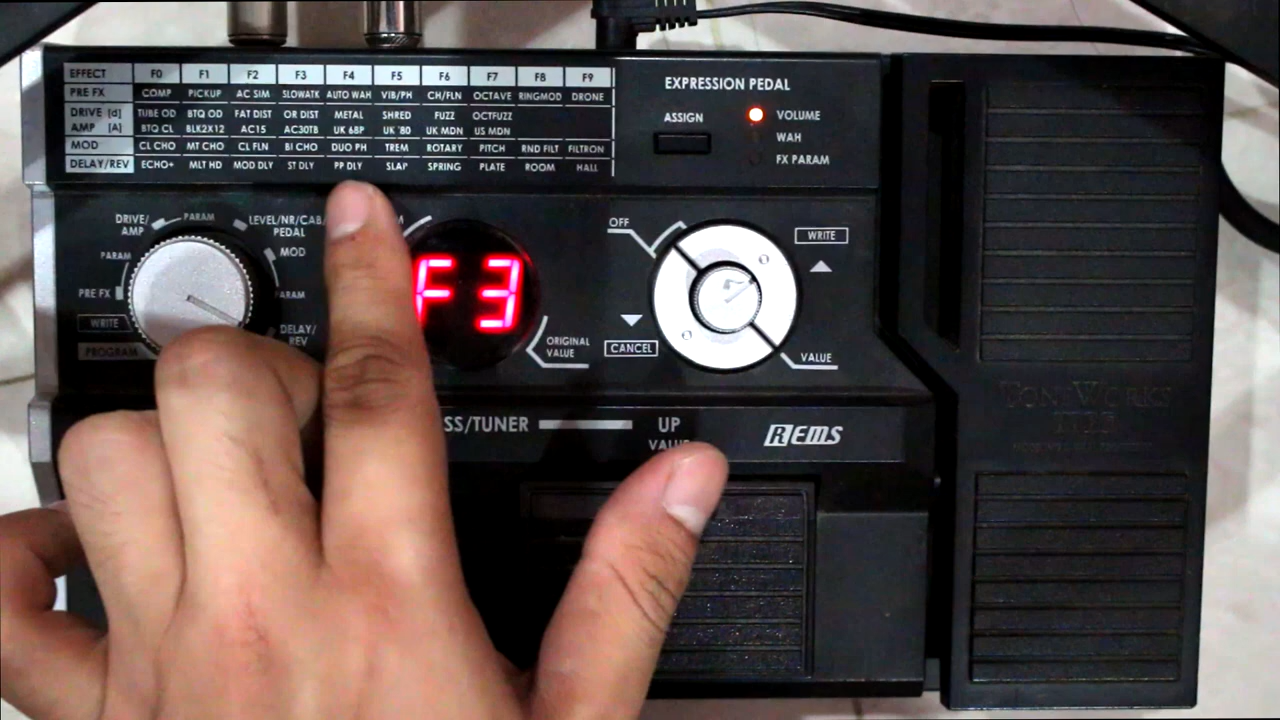 EFFECT F0 F1 F2 F3 F4 F5 F6 F7 F8 F9
PRE FX COMP PICKUP AC SIM SLOWATK AUTO WAH VIB/PH CH/FLN OCTAVE RINGMOD DRONE
DRIVE [d] TUBE OD BTQ OD FAT DIST OR DIST METAL SHRED FUZZ OCTFUZZ
AMP [A] BTQ CL BLK2X12 AC15 AC30TB UK 68P UK '80 UK MDN US MDN
MOD CL CHO MT CHO CL FLN BI CHO DUO PH TREM ROTARY PITCH RND FILT FILTRON
DELAY/REV ECHO+ MLT HD MOD DLY ST DLY PP DLY SLAP SPRING PLATE ROOM HALL
EXPRESSION PEDAL
ASSIGN
VOLUME
WAH
FX PARAM
DRIVE/
AMP
PARAM
LEVEL/NR/CAB/
PEDAL
PARAM
MOD
PRE FX
PARAM
WRITE
DELAY/
REV
PROGRAM
F3
ORIGINAL
VALUE
OFF
WRITE
CANCEL
VALUE
SS/TUNER
UP
VALUE
REMS
TONEWORKS